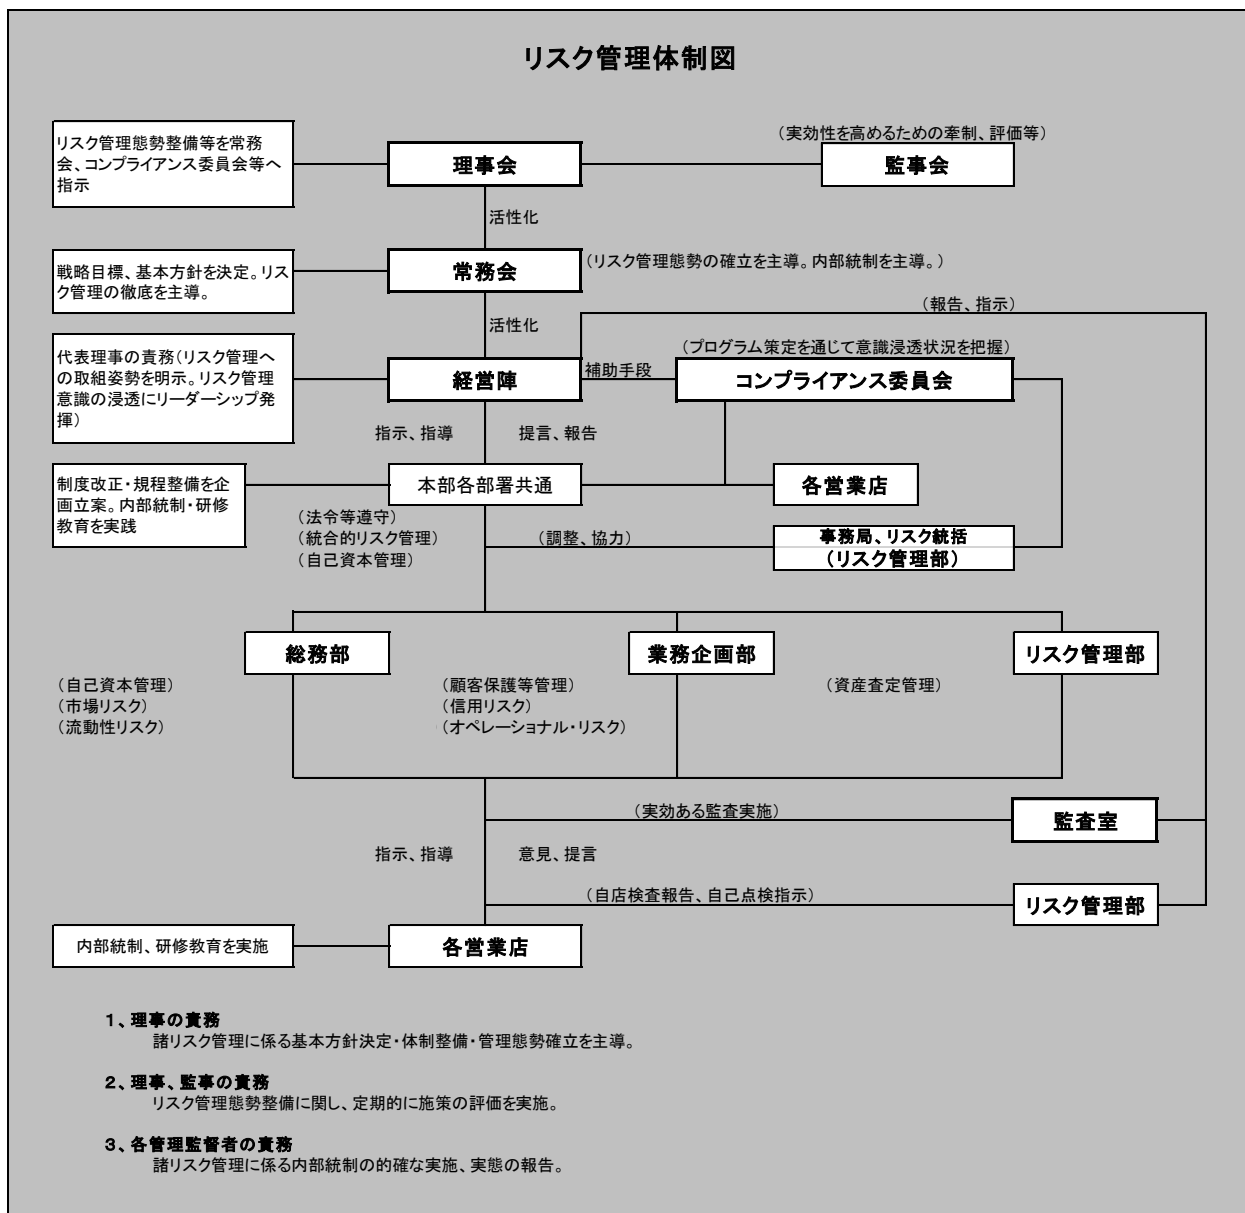 リスク管理体制図
リスク管理態勢整備等を常務
会、コンプライアンス委員会等へ
指示
理事会
(実効性を高めるための牽制、評価等)
監事会
活性化
戦略目標、基本方針を決定。リス
ク管理の徹底を主導。
常務会
(リスク管理態勢の確立を主導。内部統制を主導。)
活性化
(報告、指示)
代表理事の責務(リスク管理へ
の取組姿勢を明示。リスク管理
意識の浸透にリーダーシップ発
揮)
経営陣
補助手段
(プログラム策定を通じて意識浸透状況を把握)
コンプライアンス委員会
指示、指導
提言、報告
制度改正・規程整備を企
画立案。内部統制・研修
教育を実践
本部各部署共通
各営業店
(法令等遵守)
(統合的リスク管理)
(自己資本管理)
(調整、協力)
事務局、リスク統括
(リスク管理部)
総務部
業務企画部
リスク管理部
(自己資本管理)
(市場リスク)
(流動性リスク)
(顧客保護等管理)
(信用リスク)
(オペレーショナル・リスク)
(資産査定管理)
(実効ある監査実施)
監査室
指示、指導
意見、提言
(自店検査報告、自己点検指示)
リスク管理部
内部統制、研修教育を実施
各営業店
1、理事の責務
諸リスク管理に係る基本方針決定・体制整備・管理態勢確立を主導。
2、理事、監事の責務
リスク管理態勢整備に関し、定期的に施策の評価を実施。
3、各管理監督者の責務
諸リスク管理に係る内部統制の的確な実施、実態の報告。